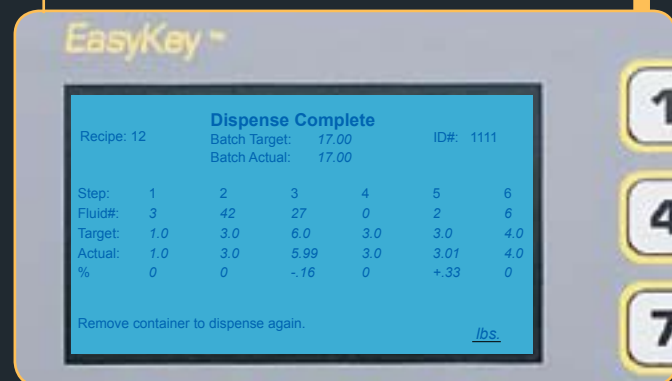 EasyKey ™
Dispense Complete
Recipe: 12 Batch Target: 17.00 ID#: 1111
Batch Actual: 17.00
Step: 1 2 3 4 5 6
Fluid#: 3 42 27 0 2 6
Target: 1.0 3.0 6.0 3.0 3.0 4.0
Actual: 1.0 3.0 5.99 3.0 3.01 4.0
% 0 0 -.16 0 +.33 0
Remove container to dispense again.
lbs.
1
4
7